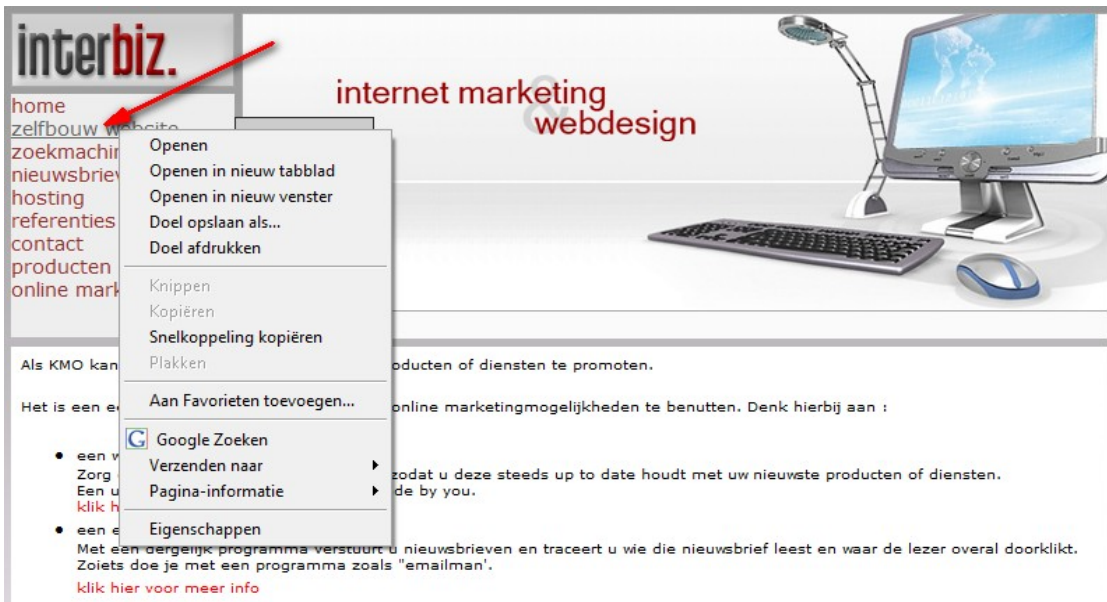 interbiz.
home
zelfbouw website
zoekmachin
nieuwsbriev
hosting
referenties
contact
producten
online mark
internet marketing
&
webdesign
Openen
Openen in nieuw tabblad
Openen in nieuw venster
Doel opslaan als...
Doel afdrukken
Knippen
Kopiëren
Snelkoppeling kopiëren
Plakken
Aan Favorieten toevoegen...
G Google Zoeken
Verzenden naar
Pagina-informatie
Eigenschappen
Als KMO kan oducten of diensten te promoten.
Het is een e online marketingmogelijkheden te benutten. Denk hierbij aan :
een w
Zorg zodat u deze steeds up to date houdt met uw nieuwste producten of diensten.
Een u de by you.
klik h
een e
Met een dergelijk programma verstuurt u nieuwsbrieven en traceert u wie die nieuwsbrief leest en waar de lezer overal doorklikt.
Zoiets doe je met een programma zoals "emailman'.
klik hier voor meer info